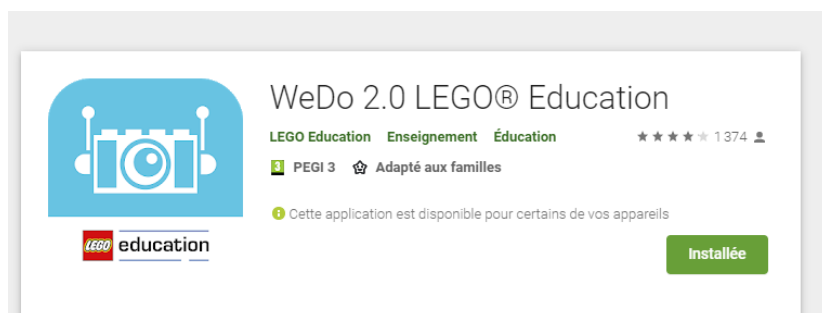 WeDo 2.0 LEGO® Education
LEGO Education Enseignement Éducation 1 374
3 PEGI 3 Adapté aux familles
Cette application est disponible pour certains de vos appareils
LEGO education
Installée